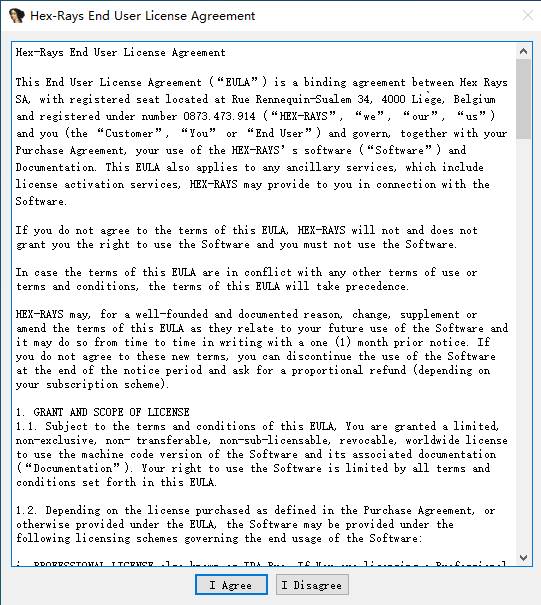 Hex-Rays End User License Agreement
Hex-Rays End User License Agreement
This End User License Agreement (“EULA”) is a binding agreement between Hex Rays
SA, with registered seat located at Rue Rennequin-Sualem 34, 4000 Liège, Belgium
and registered under number 0873.473.914 (“HEX-RAYS”, “we”, “our”, “us”)
and you (the “Customer”, “You” or “End User”) and govern, together with your
Purchase Agreement, your use of the HEX-RAYS’s software (“Software”) and
Documentation. This EULA also applies to any ancillary services, which include
license activation services, HEX-RAYS may provide to you in connection with the
Software.
If you do not agree to the terms of this EULA, HEX-RAYS will not and does not
grant you the right to use the Software and you must not use the Software.
In case the terms of this EULA are in conflict with any other terms of use or
terms and conditions, the terms of this EULA will take precedence.
HEX-RAYS may, for a well-founded and documented reason, change, supplement or
amend the terms of this EULA as they relate to your future use of the Software and
it may do so from time to time in writing with a one (1) month prior notice. If
you do not agree to these new terms, you can discontinue the use of the Software
at the end of the notice period and ask for a proportional refund (depending on
your subscription scheme).
1. GRANT AND SCOPE OF LICENSE
1.1. Subject to the terms and conditions of this EULA, You are granted a limited,
non-exclusive, non- transferable, non-sub-licensable, revocable, worldwide license
to use the machine code version of the Software and its associated documentation
(“Documentation”). Your right to use the Software is limited by all terms and
conditions set forth in this EULA.
1.2. Depending on the license purchased as defined in the Purchase Agreement, or
otherwise provided under the EULA, the Software may be provided under the
following licensing schemes governing the end usage of the Software:
i. PROFESSIONAL LICENSE also known as IDA Pro. If You are licensing a Professional
I Agree
I Disagree